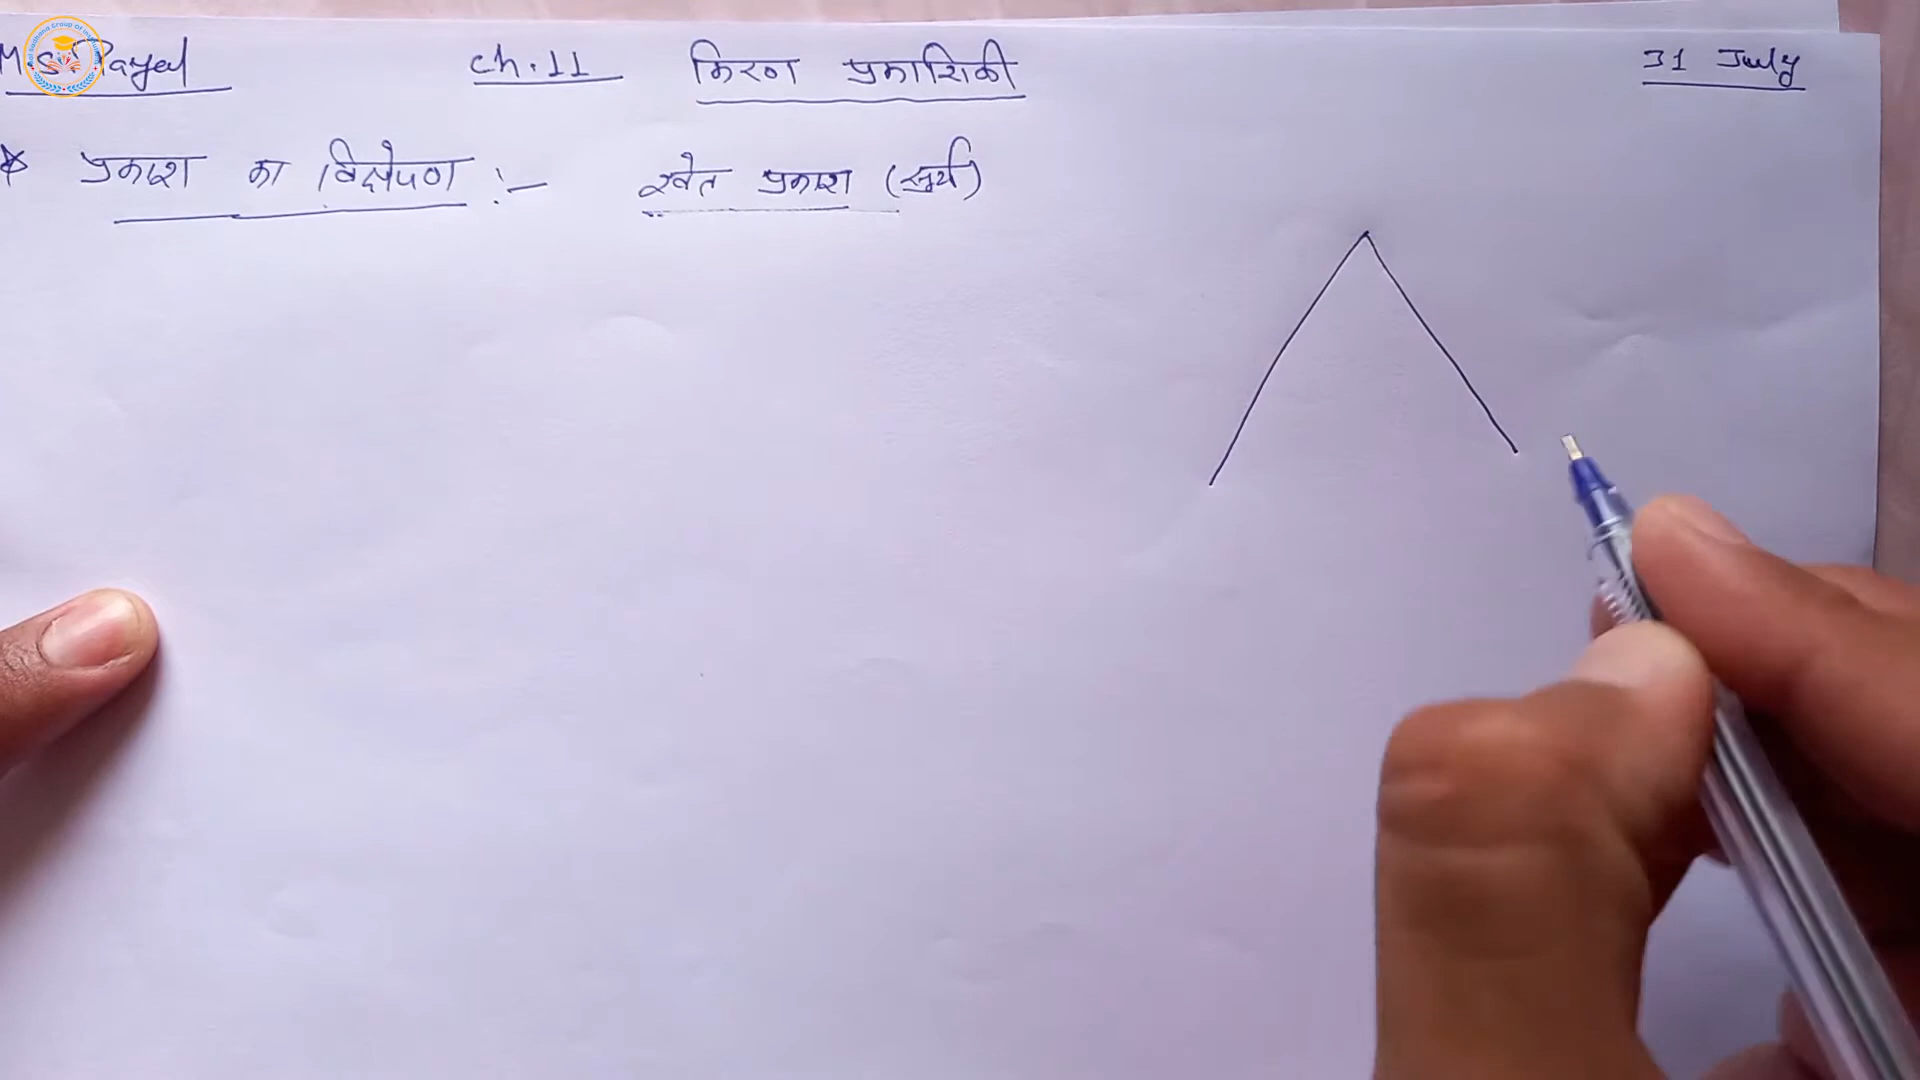 Ms. Payal ch. 11 किरण प्रकाशिकी 31 July
* प्रकाश का विक्षेपण :- श्वेत प्रकाश (सूर्य)